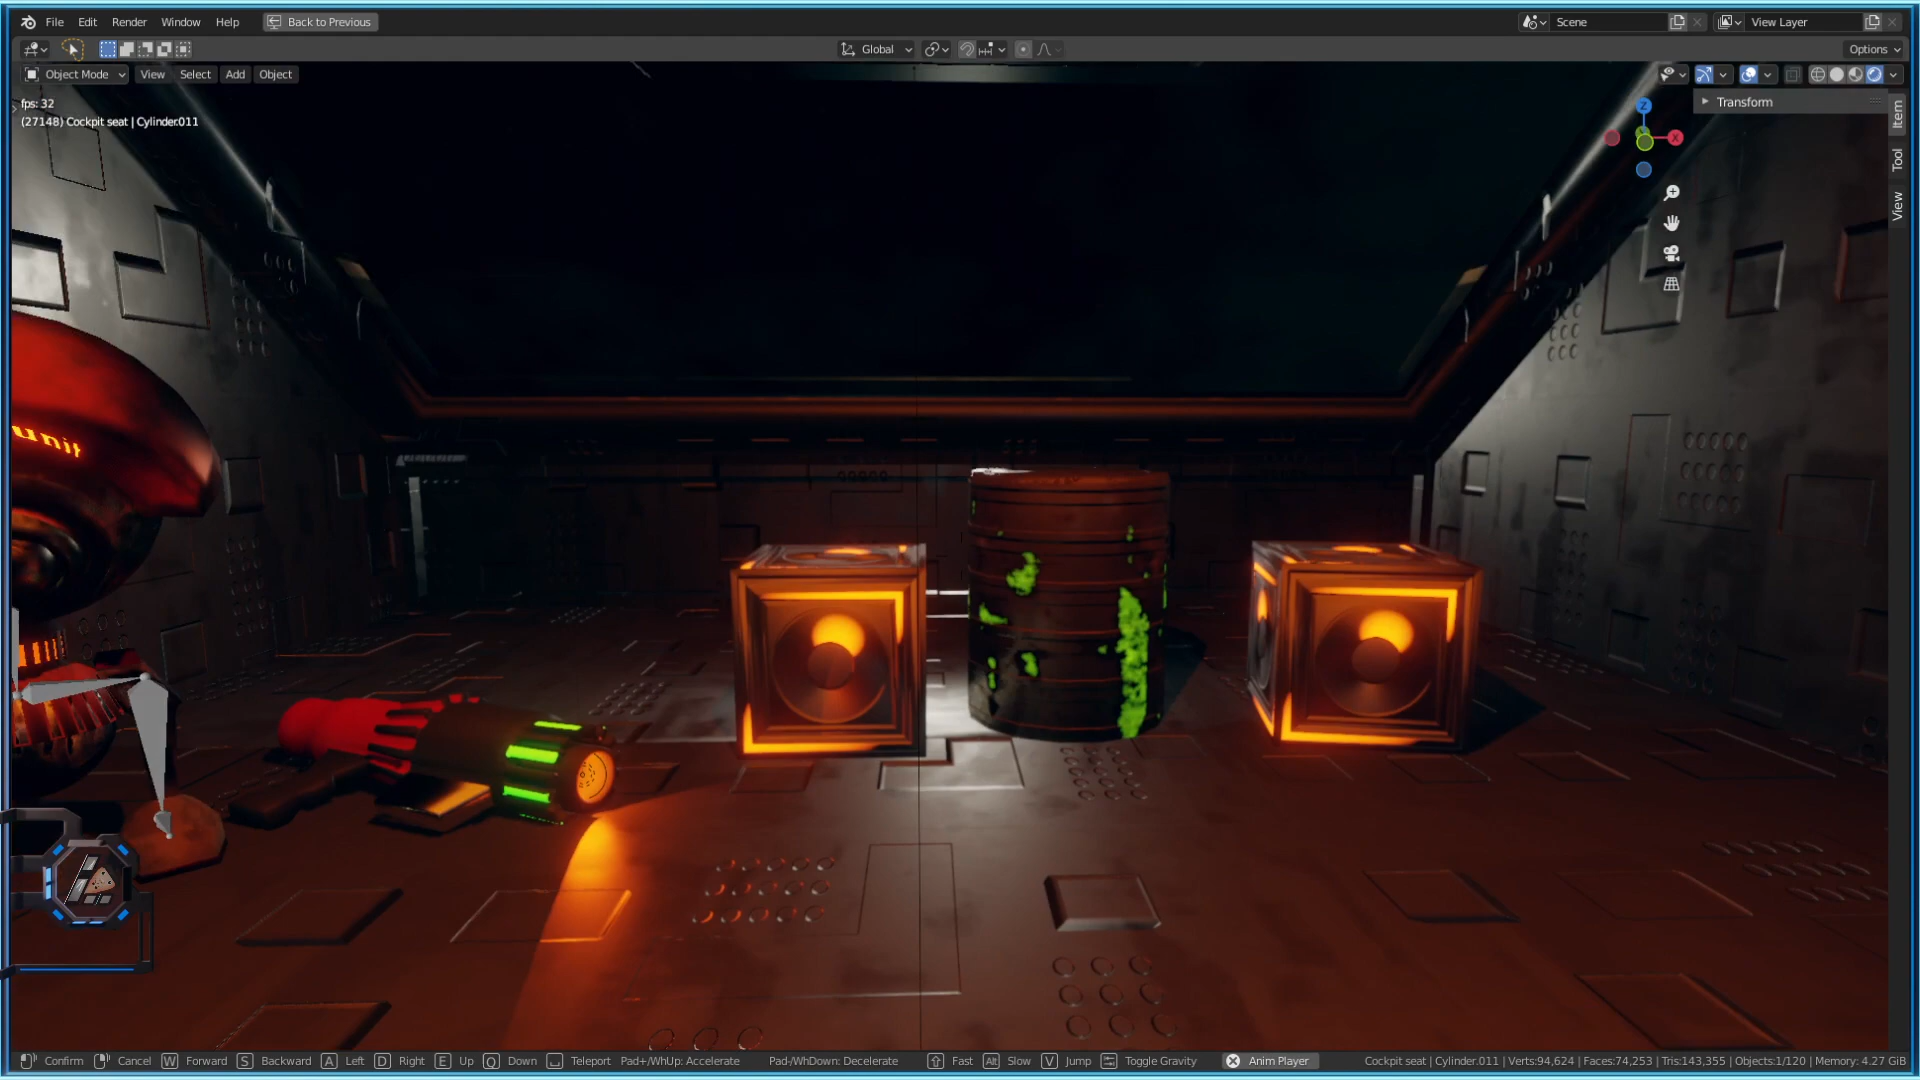 File Edit Render Window Help Back to Previous Scene View Layer
Global Options
Object Mode View Select Add Object
fps: 32
(27148) Cockpit seat | Cylinder.011
Transform
Z
X
Item
Tool
View
unit
Confirm Cancel W Forward S Backward A Left D Right E Up Q Down Teleport Pad+/WhUp: Accelerate Pad-/WhDown: Decelerate Fast Alt Slow V Jump Toggle Gravity Anim Player Cockpit seat | Cylinder.011 | Verts:94,624 | Faces:74,253 | Tris:143,355 | Objects:1/120 | Memory: 4.27 GiB